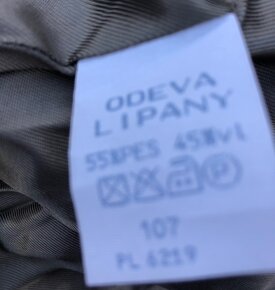 ODEVA
LIPANY
55%PES 45%vl
107
PL 6219